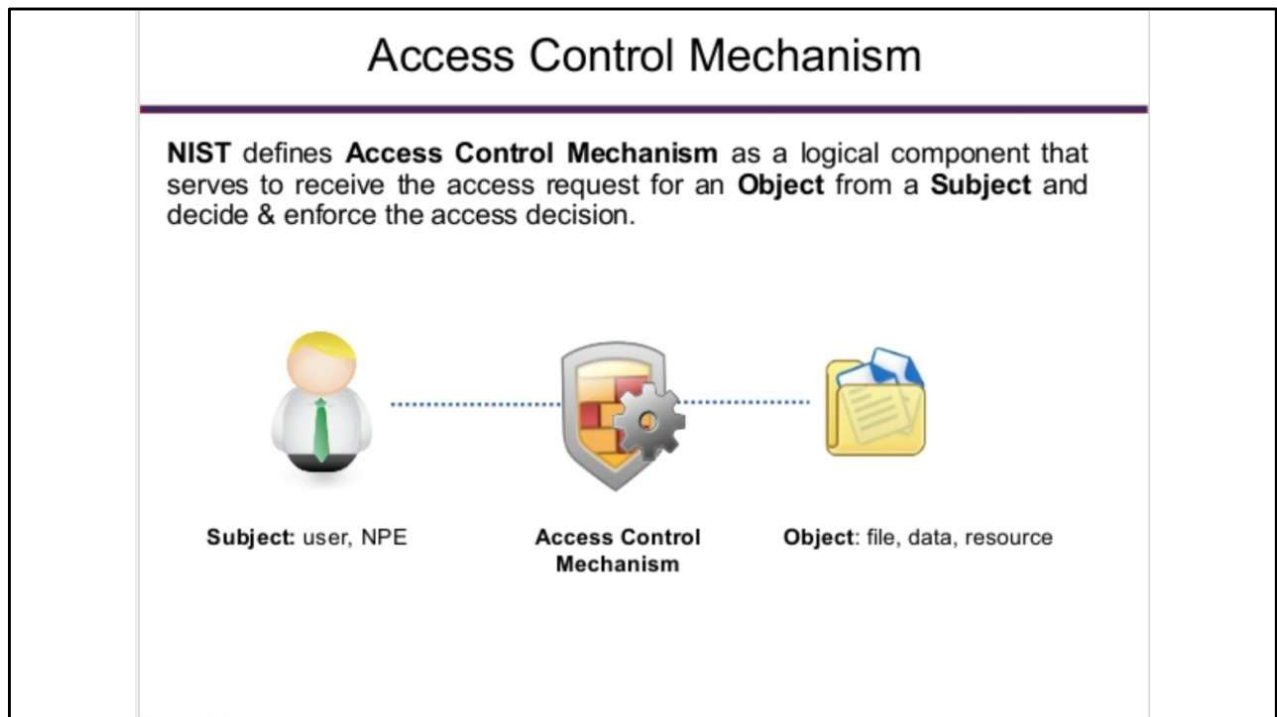 Access Control Mechanism
NIST defines Access Control Mechanism as a logical component that
serves to receive the access request for an Object from a Subject and
decide & enforce the access decision.
Subject: user, NPE
Access Control
Mechanism
Object: file, data, resource